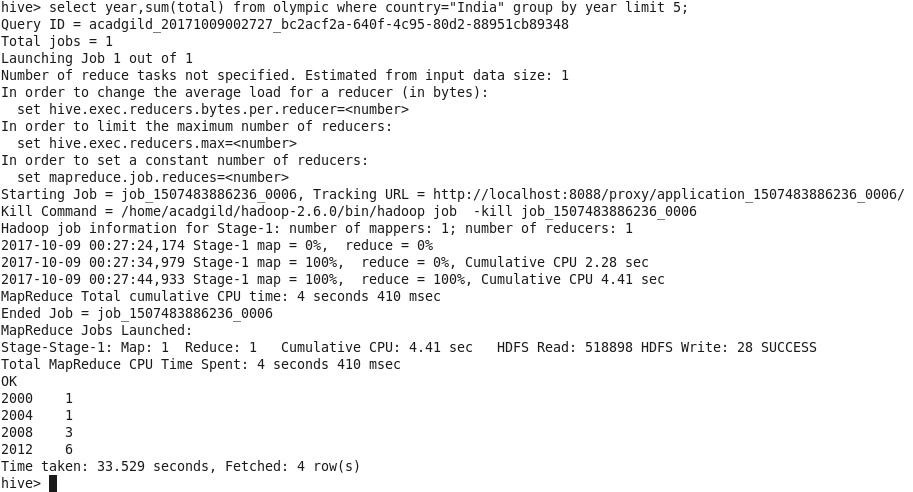 hive> select year,sum(total) from olympic where country="India" group by year limit 5;
Query ID = acadgild_20171009002727_bc2acf2a-640f-4c95-80d2-88951cb89348
Total jobs = 1
Launching Job 1 out of 1
Number of reduce tasks not specified. Estimated from input data size: 1
In order to change the average load for a reducer (in bytes):
  set hive.exec.reducers.bytes.per.reducer=<number>
In order to limit the maximum number of reducers:
  set hive.exec.reducers.max=<number>
In order to set a constant number of reducers:
  set mapreduce.job.reduces=<number>
Starting Job = job_1507483886236_0006, Tracking URL = http://localhost:8088/proxy/application_1507483886236_0006/
Kill Command = /home/acadgild/hadoop-2.6.0/bin/hadoop job  -kill job_1507483886236_0006
Hadoop job information for Stage-1: number of mappers: 1; number of reducers: 1
2017-10-09 00:27:24,174 Stage-1 map = 0%,  reduce = 0%
2017-10-09 00:27:34,979 Stage-1 map = 100%,  reduce = 0%, Cumulative CPU 2.28 sec
2017-10-09 00:27:44,933 Stage-1 map = 100%,  reduce = 100%, Cumulative CPU 4.41 sec
MapReduce Total cumulative CPU time: 4 seconds 410 msec
Ended Job = job_1507483886236_0006
MapReduce Jobs Launched:
Stage-Stage-1: Map: 1  Reduce: 1   Cumulative CPU: 4.41 sec   HDFS Read: 518898 HDFS Write: 28 SUCCESS
Total MapReduce CPU Time Spent: 4 seconds 410 msec
OK
2000    1
2004    1
2008    3
2012    6
Time taken: 33.529 seconds, Fetched: 4 row(s)
hive>